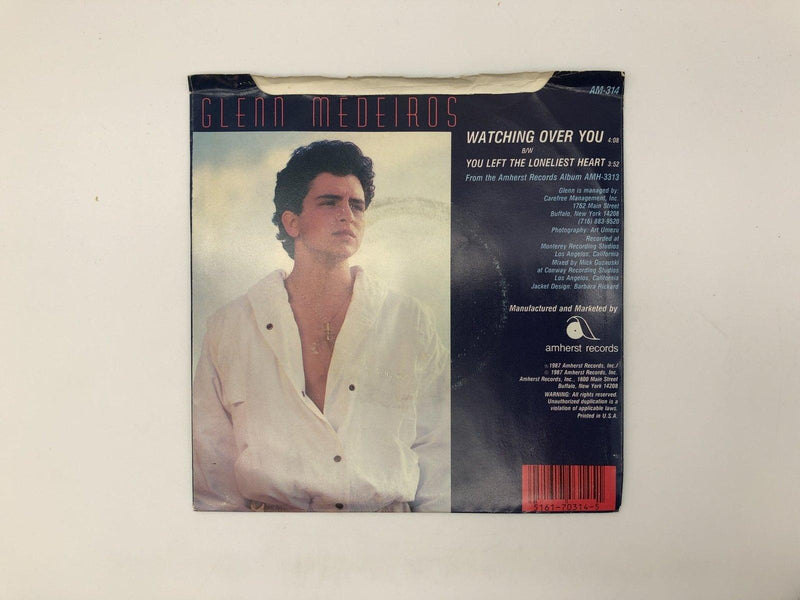 AM-314
GLENN MEDEIROS
WATCHING OVER YOU 4:08
B/W
YOU LEFT THE LONELIEST HEART 3:52
From the Amherst Records Album AMH-3313
Glenn is managed by:
Carefree Management, Inc.
1762 Main Street
Buffalo, New York 14208
(716) 883-9520
Photography: Art Umezu
Recorded at
Monterey Recording Studios
Los Angelos, California
Mixed by Mick Guzauski
at Conway Recording Studios
Los Angelos, California
Jacket Design: Barbara Rickard
Manufactured and Marketed by
amherst records
℗ 1987 Amherst Records, Inc./
© 1987 Amherst Records, Inc.
Amherst Records, Inc., 1800 Main Street
Buffalo, New York 14208
WARNING: All rights reserved.
Unauthorized duplication is a
violation of applicable laws.
Printed in U.S.A.
5161-70314-5